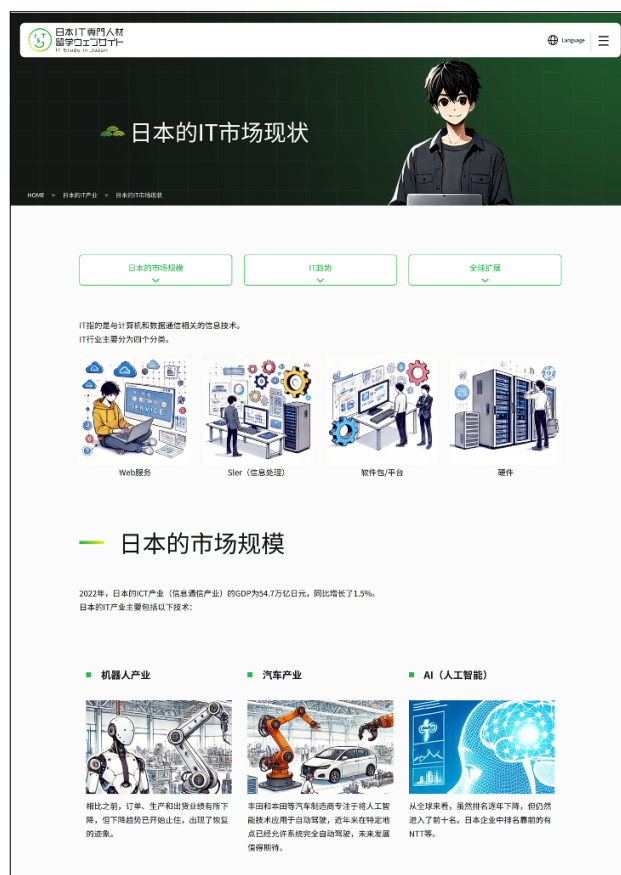 日本IT専門人材
留学ウェブサイト
IT Study in Japan
Language
日本的IT市场现状
HOME > 日本的IT产业 > 日本的IT市场现状
日本的市场规模
IT趋势
全球扩展
IT指的是与计算机和数据通信相关的信息技术。
IT行业主要分为四个分类。
SERVICE
Web服务
Sler（信息处理）
软件包/平台
硬件
日本的市场规模
2022年，日本的ICT产业（信息通信产业）的GDP为54.7万亿日元，同比增长了1.5%。
日本的IT产业主要包括以下技术：
机器人产业
汽车产业
AI（人工智能）
相比之前，订单、生产和出货业绩有所下
降，但下降趋势已开始止住，出现了恢复
的迹象。
丰田和本田等汽车制造商专注于将人工智
能技术应用于自动驾驶，近年来在特定地
点已经允许系统完全自动驾驶，未来发展
值得期待。
从全球来看，虽然排名逐年下降，但仍然
进入了前十名。日本企业中排名靠前的有
NTT等。